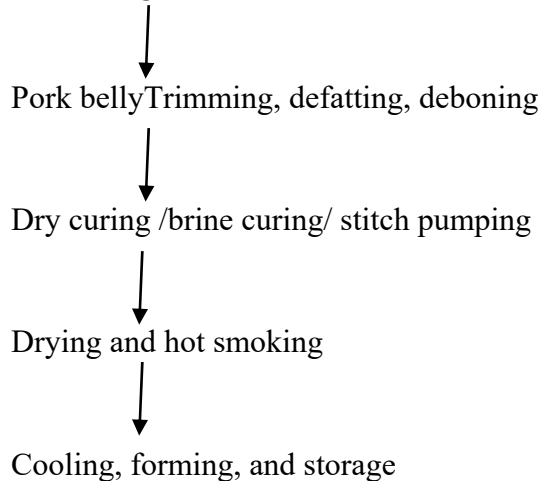 Pork bellyTrimming, defatting, deboning
Dry curing /brine curing/ stitch pumping
Drying and hot smoking
Cooling, forming, and storage